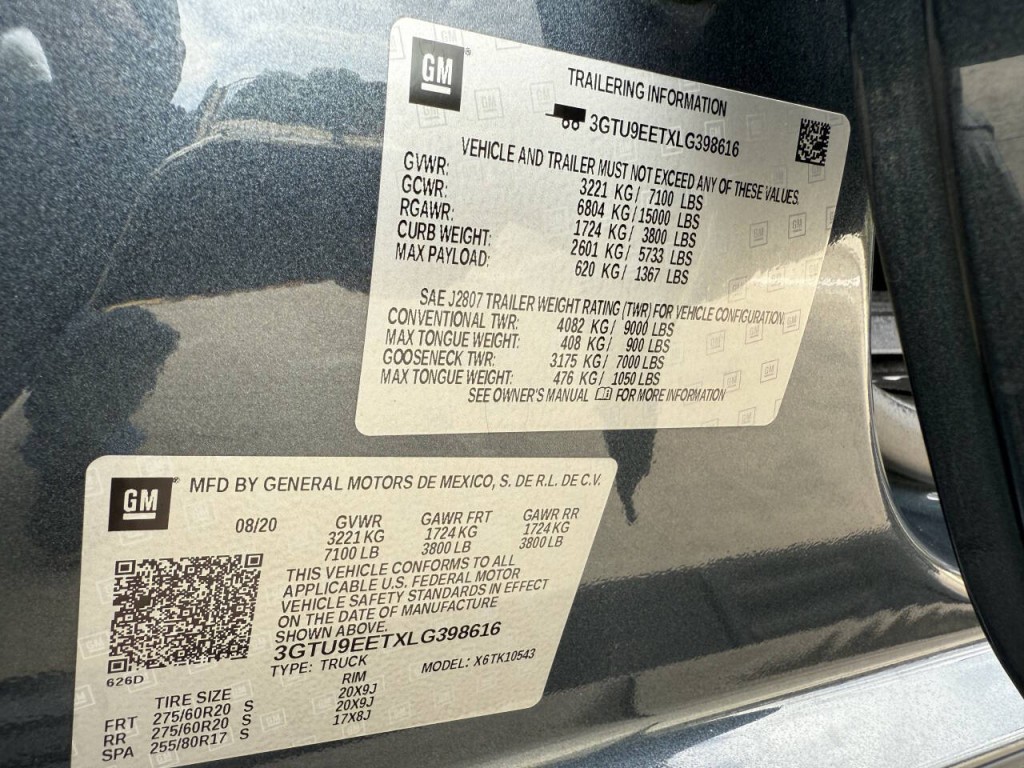 GM
TRAILERING INFORMATION
3GTU9EETXLG398616
VEHICLE AND TRAILER MUST NOT EXCEED ANY OF THESE VALUES.
GVWR: 3221 KG/ 7100 LBS
GCWR: 6804 KG/15000 LBS
RGAWR: 1724 KG/ 3800 LBS
CURB WEIGHT: 2601 KG/ 5733 LBS
MAX PAYLOAD: 620 KG/ 1367 LBS
SAE J2807 TRAILER WEIGHT RATING (TWR) FOR VEHICLE CONFIGURATION.
CONVENTIONAL TWR: 4082 KG/ 9000 LBS
MAX TONGUE WEIGHT: 408 KG/ 900 LBS
GOOSENECK TWR: 3175 KG/ 7000 LBS
MAX TONGUE WEIGHT: 476 KG/ 1050 LBS
SEE OWNER'S MANUAL FOR MORE INFORMATION
GM
MFD BY GENERAL MOTORS DE MEXICO, S. DE R.L. DE C.V.
08/20 GVWR GAWR FRT GAWR RR
3221 KG 1724 KG 1724 KG
7100 LB 3800 LB 3800 LB
THIS VEHICLE CONFORMS TO ALL
APPLICABLE U.S. FEDERAL MOTOR
VEHICLE SAFETY STANDARDS IN EFFECT
ON THE DATE OF MANUFACTURE
SHOWN ABOVE.
3GTU9EETXLG398616
626D
TYPE: TRUCK MODEL: X6TK10543
TIRE SIZE RIM
FRT 275/60R20 S 20X9J
RR 275/60R20 S 20X9J
SPA 255/80R17 S 17X8J